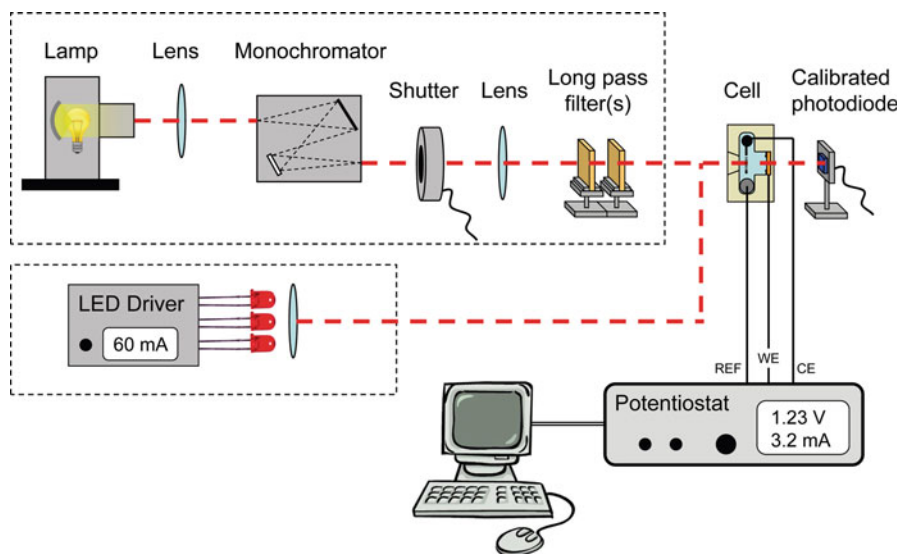 Lamp
Lens
Monochromator
Shutter
Lens
Long pass
filter(s)
Cell
Calibrated
photodiode
LED Driver
60 mA
REF
WE
CE
Potentiostat
1.23 V
3.2 mA